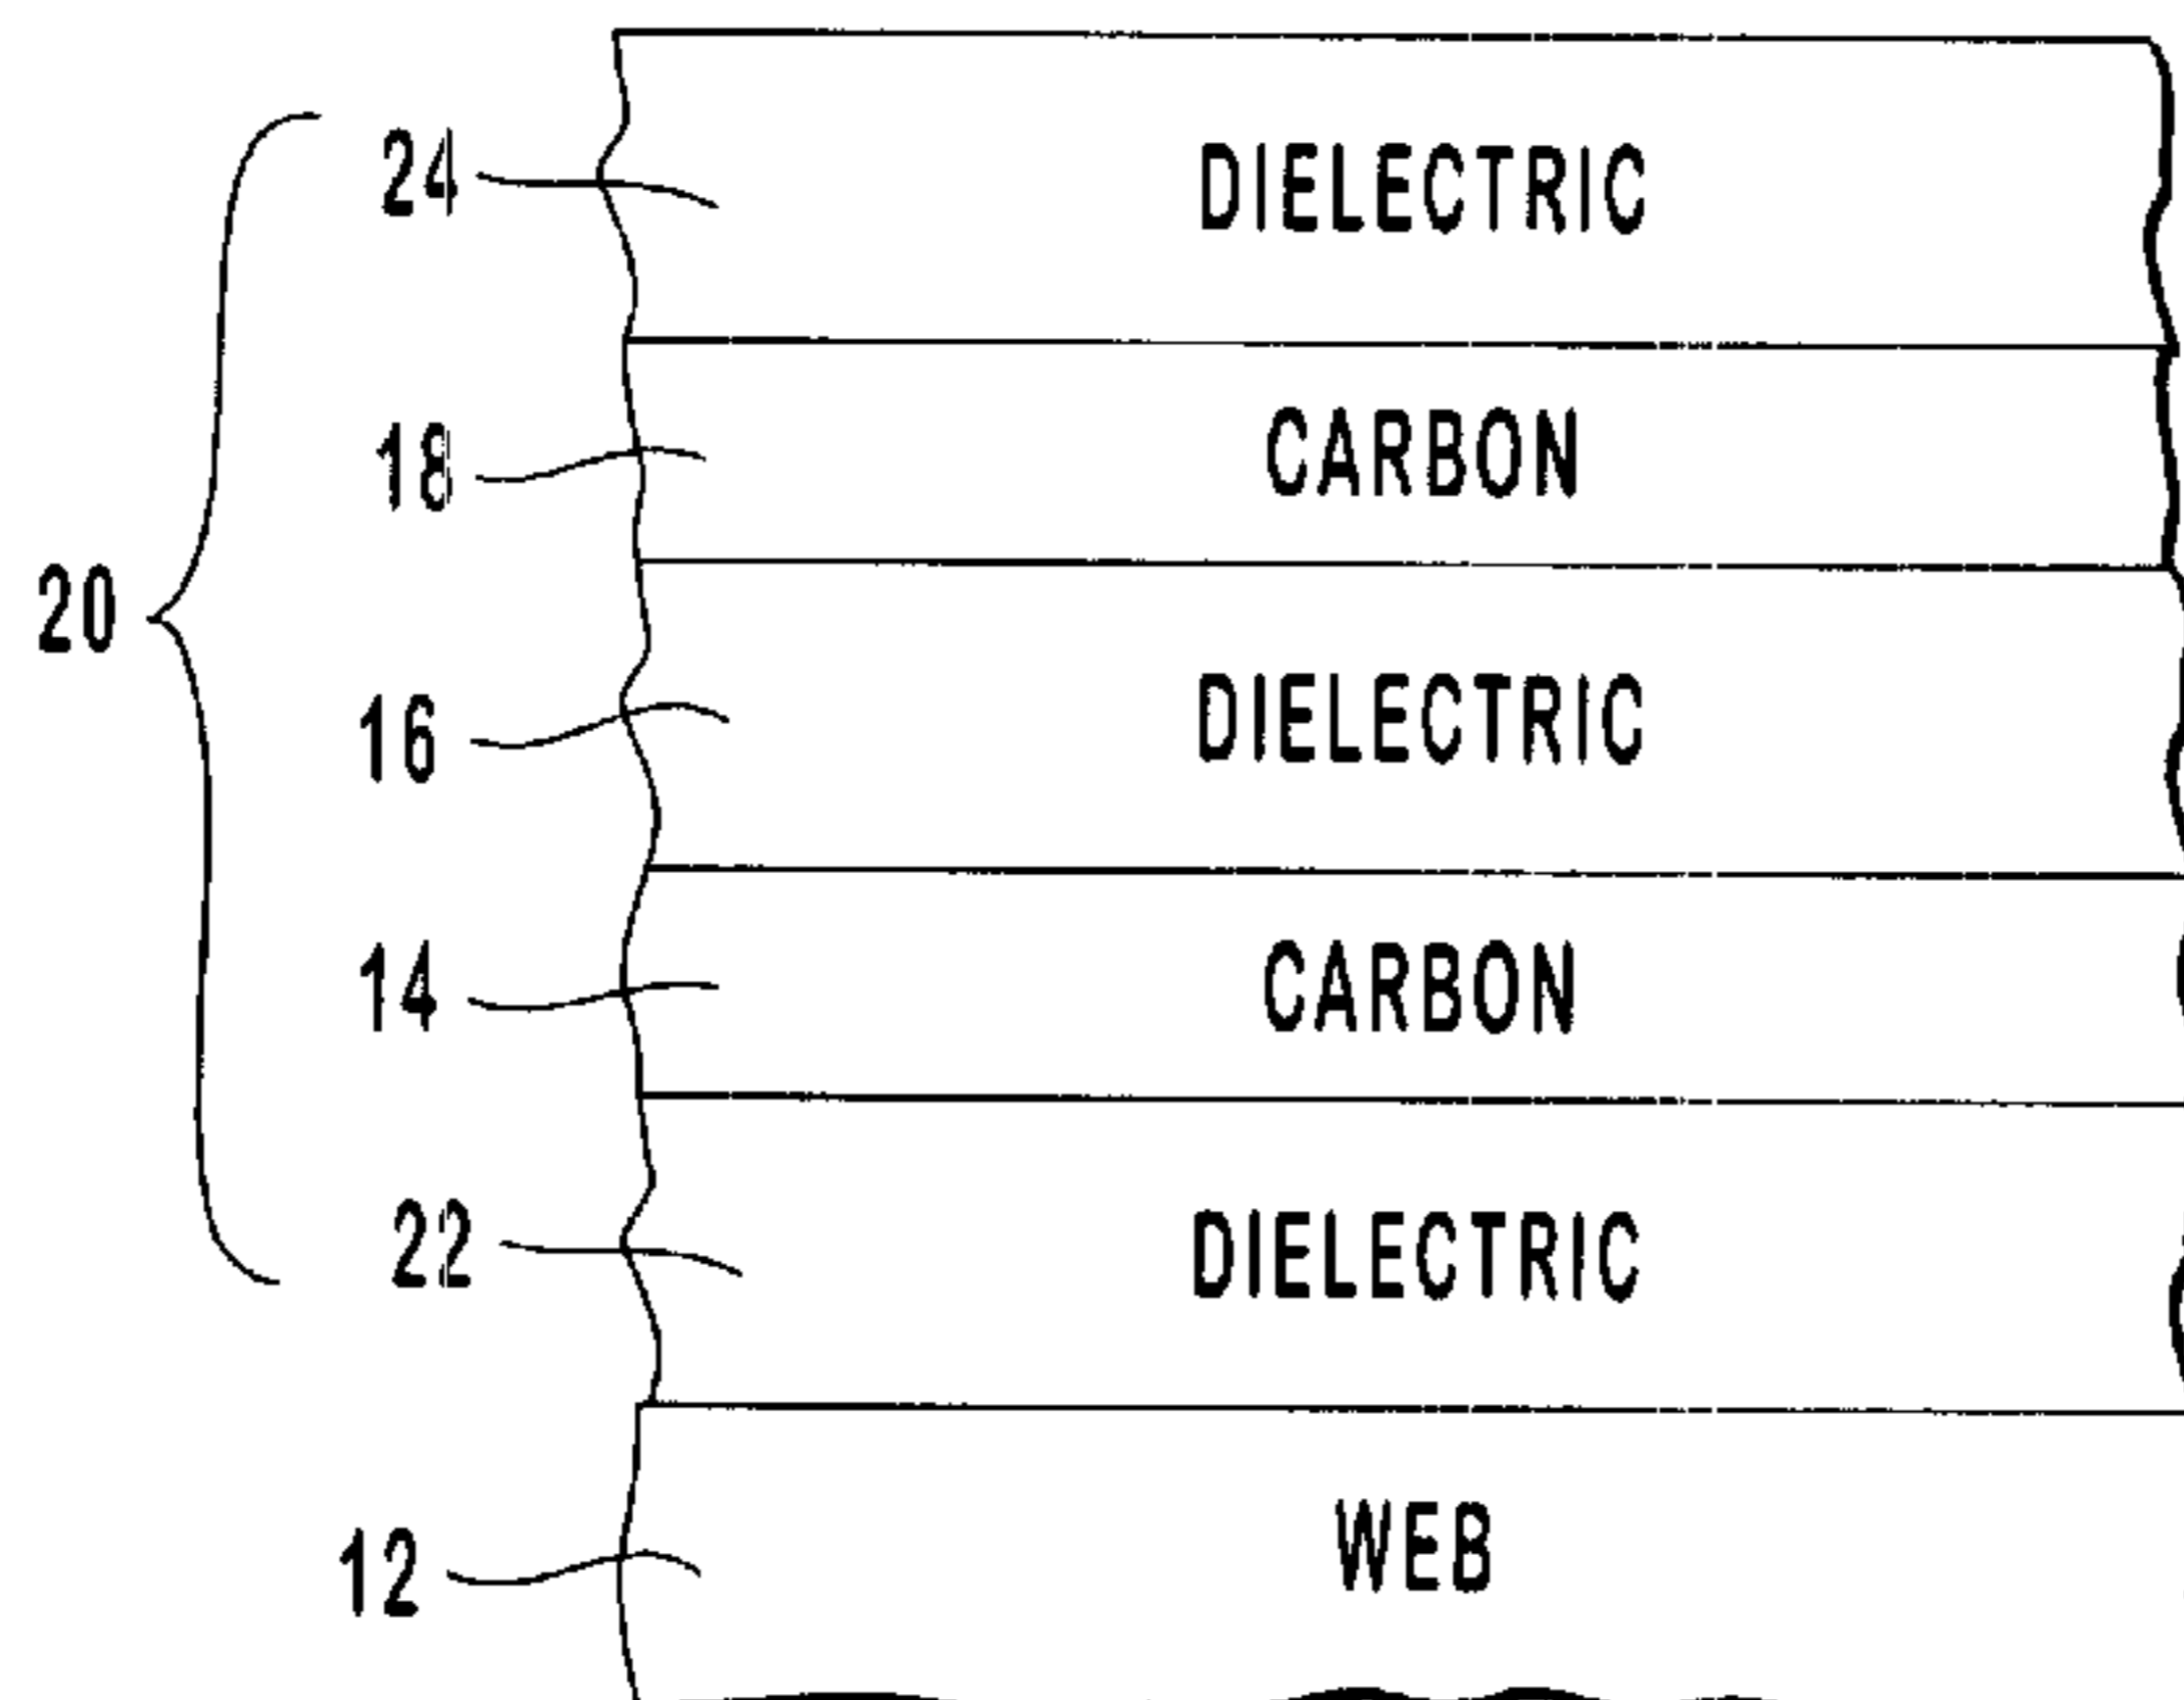 24 DIELECTRIC
18 CARBON
20
16 DIELECTRIC
14 CARBON
22 DIELECTRIC
12 WEB